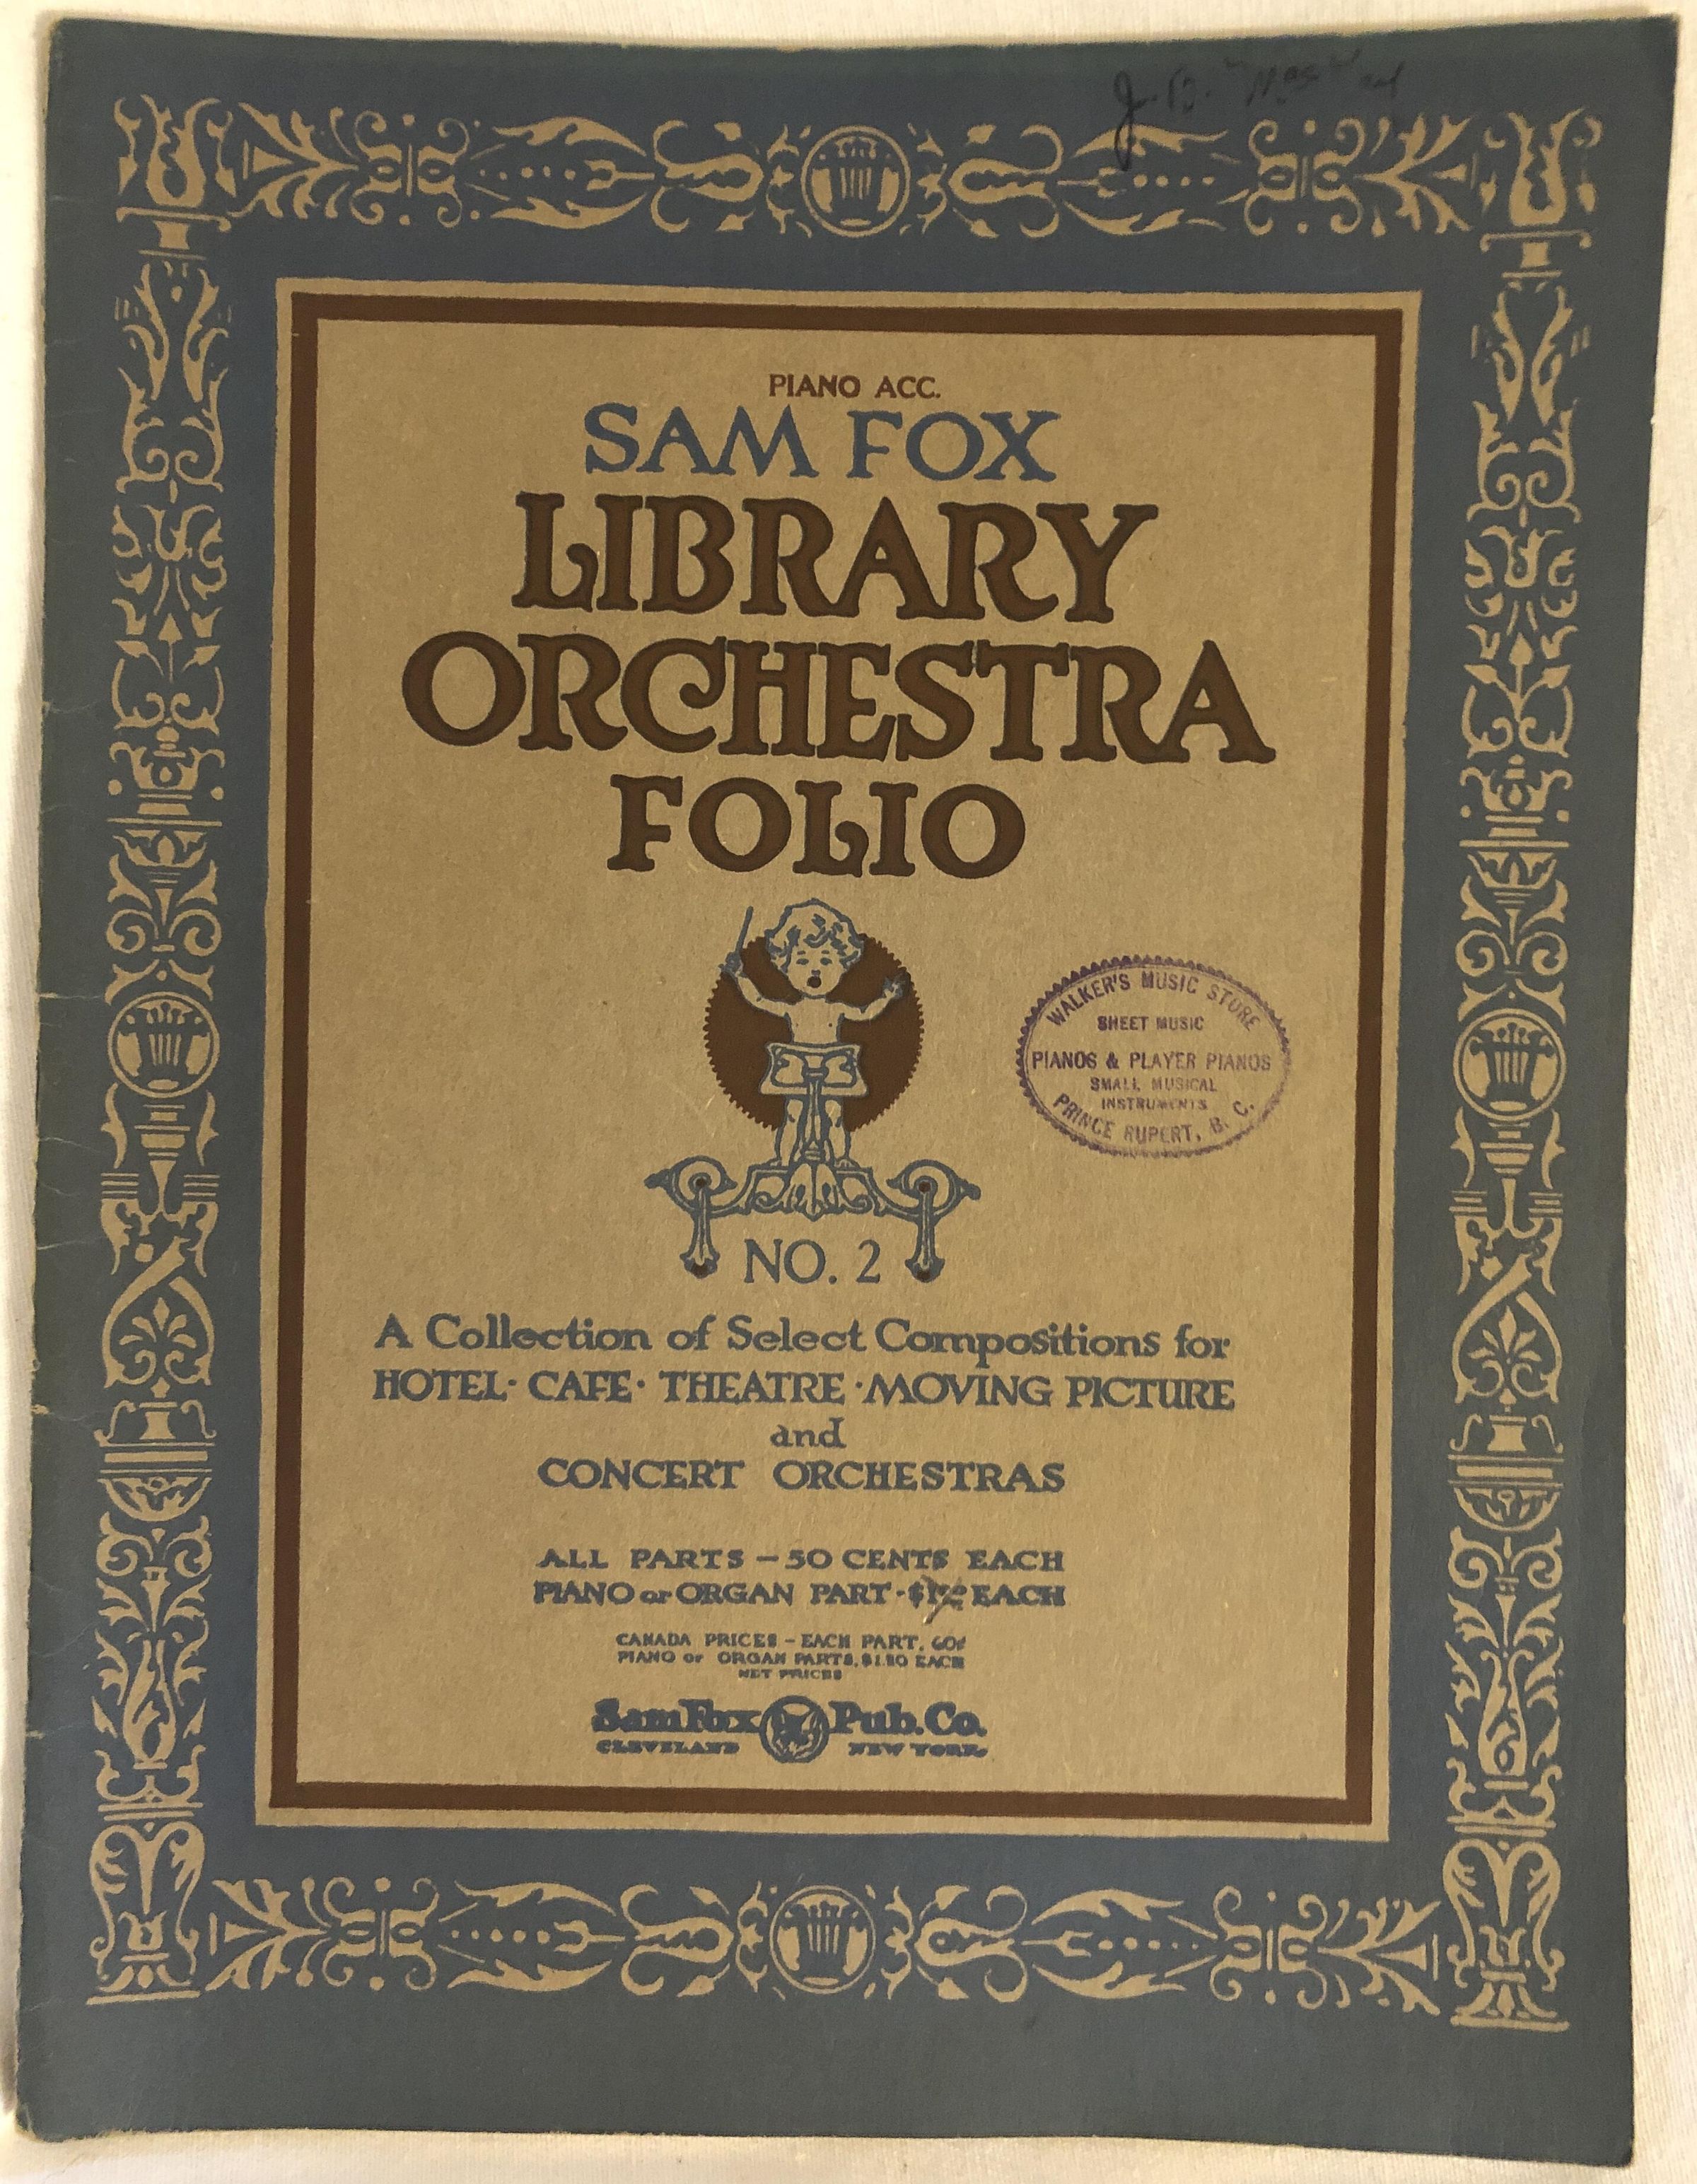 J. B.
PIANO ACC.
SAM FOX
LIBRARY
ORCHESTRA
FOLIO
WALKER'S MUSIC STORE
SHEET MUSIC
PIANOS & PLAYER PIANOS
SMALL MUSICAL
INSTRUMENTS
PRINCE RUPERT, B. C.
NO. 2
A Collection of Select Compositions for
HOTEL · CAFE · THEATRE · MOVING PICTURE
and
CONCERT ORCHESTRAS
ALL PARTS – 50 CENTS EACH
PIANO or ORGAN PART · EACH
CANADA PRICES – EACH PART, 60¢
PIANO or ORGAN PARTS, EACH
NET PRICES
Sam Fox Pub. Co.
CLEVELAND NEW YORK